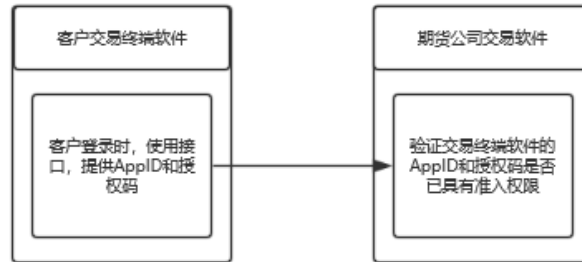 客户交易终端软件
期货公司交易软件
客户登录时，使用接
口，提供AppID和授
权码
验证交易终端软件的
AppID和授权码是否
已具有准入权限